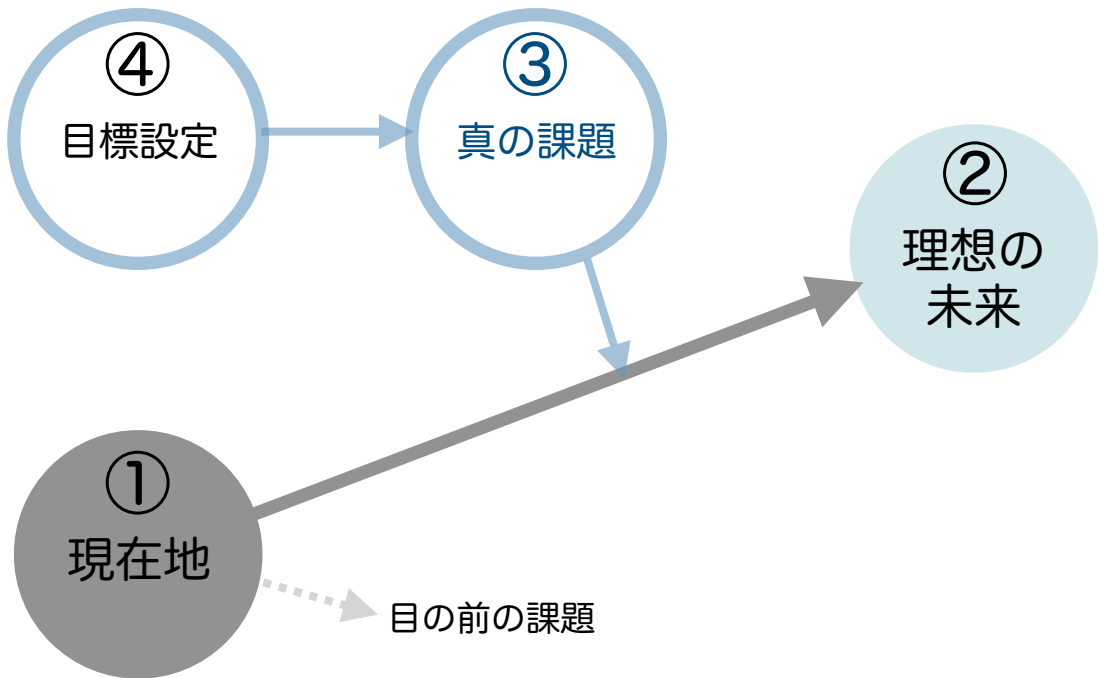 ④
目標設定
③
真の課題
②
理想の
未来
①
現在地
目の前の課題